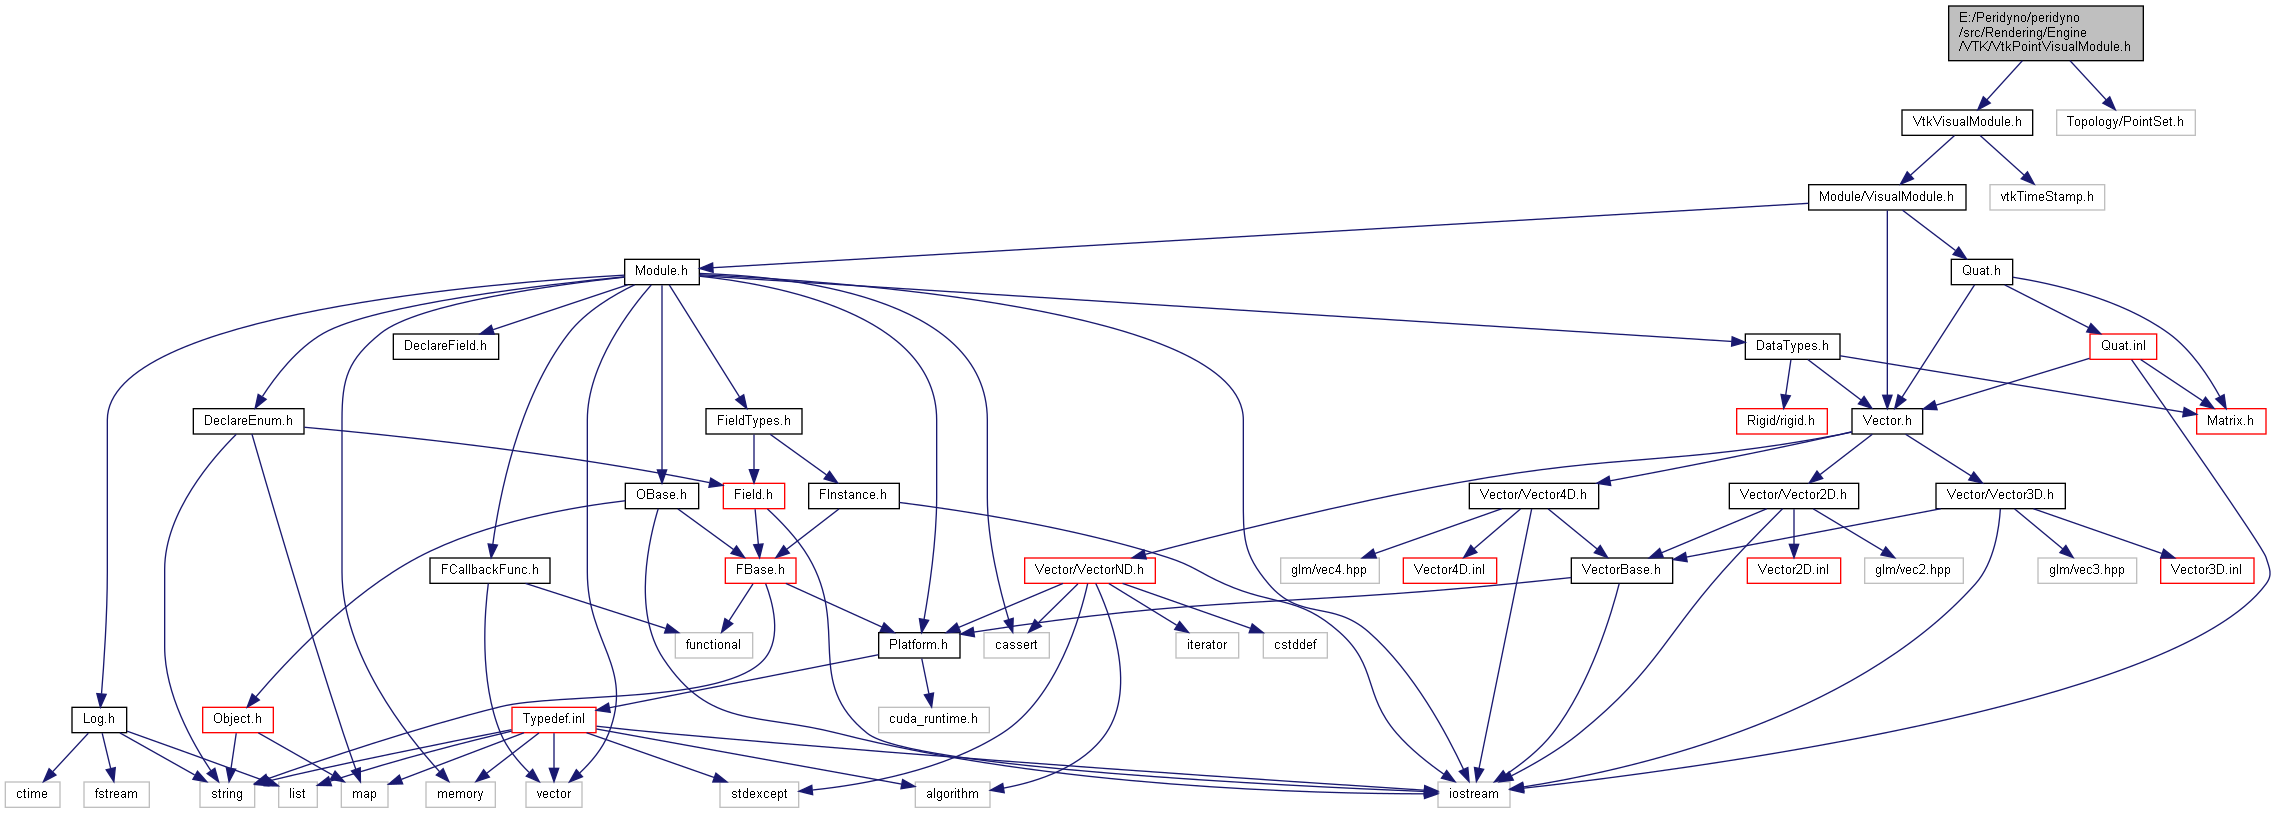 E:/Peridyno/peridyno
/src/Rendering/Engine
/VTK/VtkPointVisualModule.h
VtkVisualModule.h
Topology/PointSet.h
Module/VisualModule.h
vtkTimeStamp.h
Module.h
Quat.h
DeclareField.h
DataTypes.h
Quat.inl
DeclareEnum.h
FieldTypes.h
Rigid/rigid.h
Vector.h
Matrix.h
OBase.h
Field.h
FInstance.h
Vector/Vector4D.h
Vector/Vector2D.h
Vector/Vector3D.h
FCallbackFunc.h
FBase.h
Vector/VectorND.h
glm/vec4.hpp
Vector4D.inl
VectorBase.h
Vector2D.inl
glm/vec2.hpp
glm/vec3.hpp
Vector3D.inl
functional
Platform.h
cassert
iterator
cstddef
Log.h
Object.h
Typedef.inl
cuda_runtime.h
ctime
fstream
string
list
map
memory
vector
stdexcept
algorithm
iostream